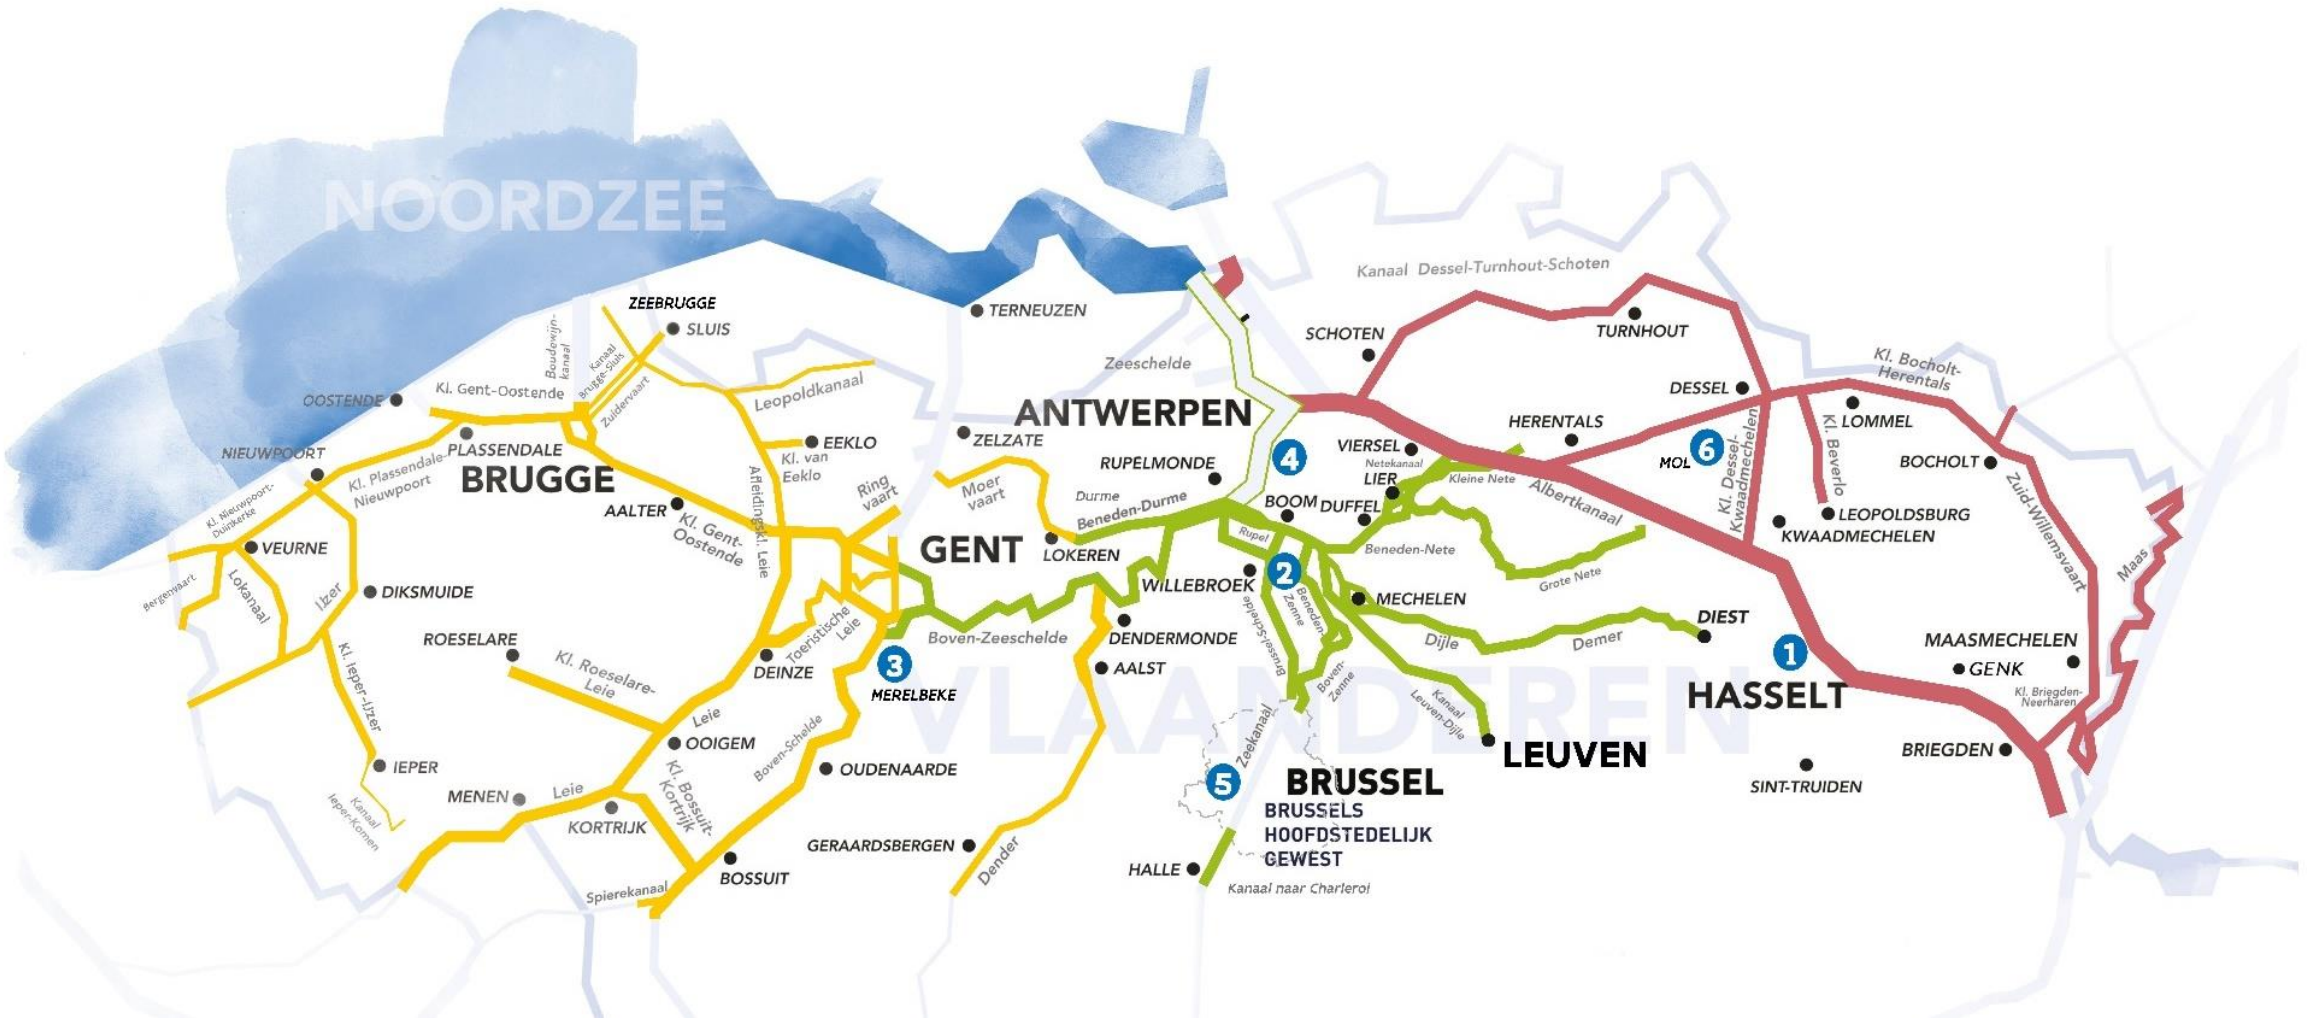 NOORDZEE
ZEEBRUGGE
SLUIS
TERNEUZEN
Kanaal Dessel-Turnhout-Schoten
SCHOTEN
TURNHOUT
Boudewijn-
kanaal
Kanaal
Brugge-Sluis
Zuidervaart
Kl. Gent-Oostende
OOSTENDE
Leopoldkanaal
Zeeschelde
ANTWERPEN
Kl. Bocholt-
Herentals
DESSEL
LOMMEL
HERENTALS
VIERSEL
Netekanaal
LIER
Kleine Nete
4
6
MOL
Kl. Dessel-
Kwaadmechelen
Kl. Beverlo
BOCHOLT
NIEUWPOORT
PLASSENDALE
BRUGGE
Kl. Plassendale-
Nieuwpoort
EEKLO
Kl. van
Eeklo
ZELZATE
RUPELMONDE
Ring
vaart
Moer
vaart
Durme
Beneden-Durme
BOOM
DUFFEL
Albertkanaal
LEOPOLDSBURG
KWAADMECHELEN
Zuid-Willemsvaart
Maas
Kl. Nieuwpoort-
Duinkerke
AALTER
Kl. Gent-
Oostende
Afleidingskl. Leie
VEURNE
GENT
LOKEREN
Rupel
Beneden-Nete
Grote Nete
Bergenvaart
Lokanaal
IJzer
DIKSMUIDE
WILLEBROEK
2
MECHELEN
Brussel-Schelde
Beneden-
Zenne
Toeristische
Leie
Boven-Zeeschelde
DENDERMONDE
Dijle
Demer
DIEST
ROESELARE
Kl. Roeselare-
Leie
DEINZE
3
MERELBEKE
AALST
Boven-
Zenne
Kanaal
Leuven-Dijle
1
HASSELT
MAASMECHELEN
GENK
Kl. Briegden-
Neerharen
VLAANDEREN
Kl. Ieper-IJzer
Leie
OOIGEM
Boven-Schelde
Zeekanaal
LEUVEN
BRIEGDEN
IEPER
MENEN
Leie
Kl. Bossuit-
Kortrijk
OUDENAARDE
5
BRUSSEL
BRUSSELS
HOOFDSTEDELIJK
GEWEST
SINT-TRUIDEN
Kanaal
Ieper-Komen
KORTRIJK
GERAARDSBERGEN
Dender
HALLE
Kanaal naar Charleroi
BOSSUIT
Spierekanaal